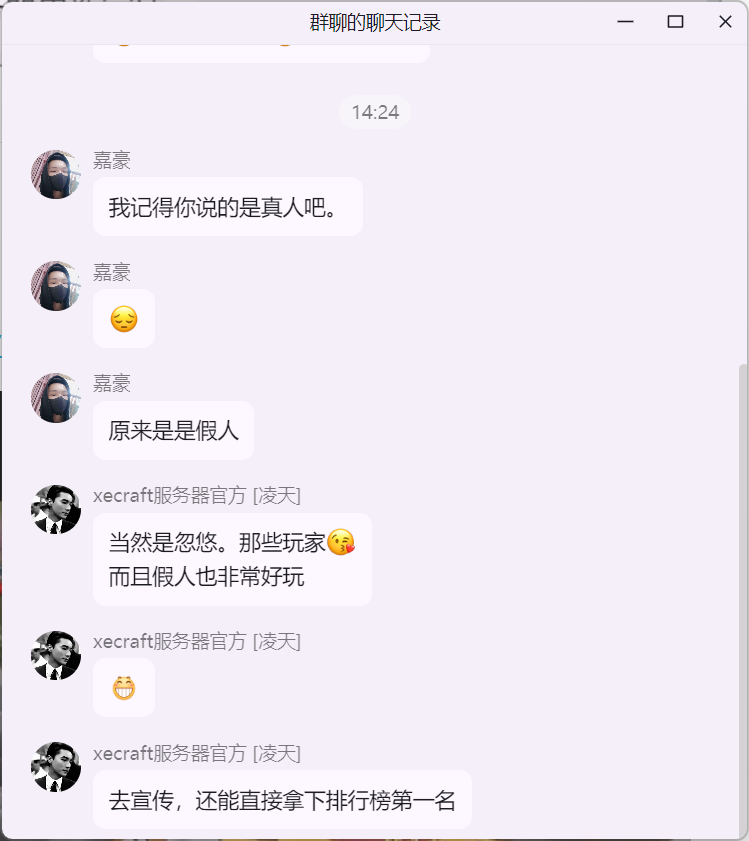 群聊的聊天记录
14:24
嘉豪
我记得你说的是真人吧。
嘉豪
😔
嘉豪
原来是是假人
xecraft服务器官方 [凌天]
当然是忽悠。那些玩家😘
而且假人也非常好玩
xecraft服务器官方 [凌天]
😁
xecraft服务器官方 [凌天]
去宣传，还能直接拿下排行榜第一名